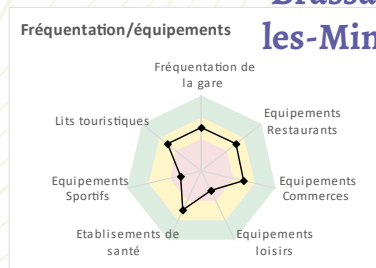 les-Min
Fréquentation/équipements
Fréquentation de
la gare
Equipements
Restaurants
Equipements
Commerces
Equipements
loisirs
Etablisements de
santé
Equipements
Sportifs
Lits touristiques